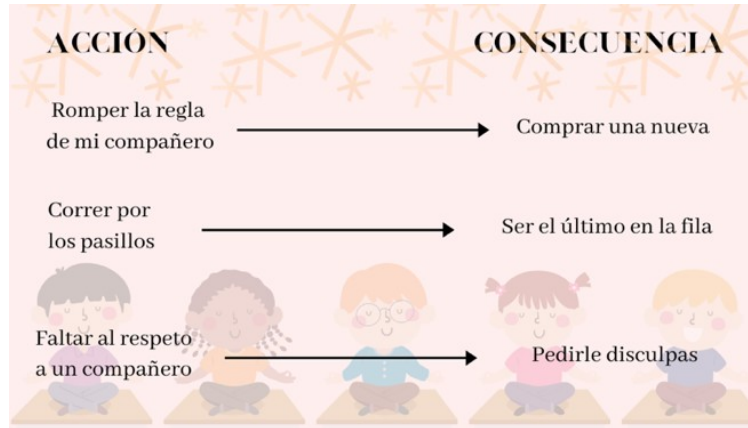 ACCIÓN
CONSECUENCIA
Romper la regla
de mi compañero
Comprar una nueva
Correr por
los pasillos
Ser el último en la fila
Faltar al respeto
a un compañero
Pedirle disculpas